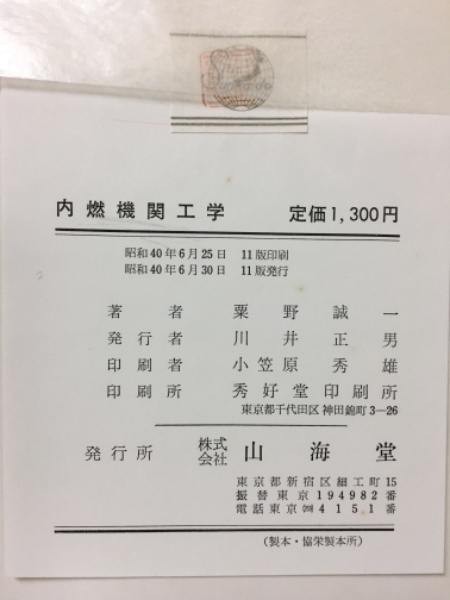 内燃機関工学 定価1,300円
昭和40年6月25日 11版印刷
昭和40年6月30日 11版発行
著者 粟野誠一
発行者 川井正男
印刷者 小笠原秀雄
印刷所 秀好堂印刷所
東京都千代田区神田錦町3―26
発行所 株式会社 山海堂
東京都新宿区細工町15
振替東京194982番
電話東京㈱4151番
(製本・協栄製本所)